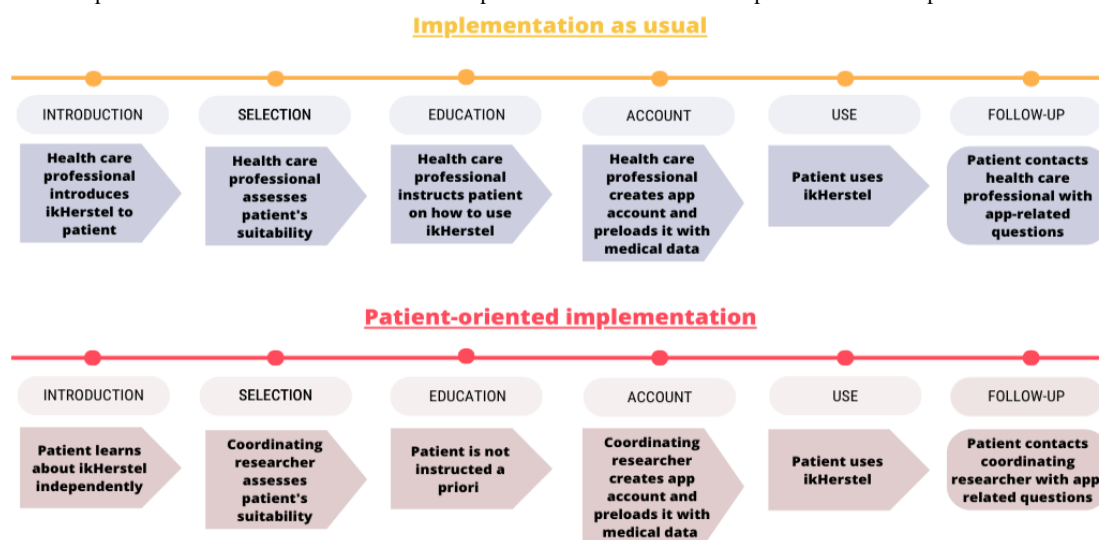 Implementation as usual
INTRODUCTION
SELECTION
EDUCATION
ACCOUNT
USE
FOLLOW-UP
Health care
professional
introduces
ikHerstel to
patient
Health care
professional
assesses
patient's
suitability
Health care
professional
instructs patient
on how to use
ikHerstel
Health care
professional
creates app
account and
preloads it with
medical data
Patient uses
ikHerstel
Patient contacts
health care
professional with
app-related
questions
Patient-oriented implementation
INTRODUCTION
SELECTION
EDUCATION
ACCOUNT
USE
FOLLOW-UP
Patient learns
about ikHerstel
independently
Coordinating
researcher
assesses
patient's
suitability
Patient is not
instructed a
priori
Coordinating
researcher
creates app
account and
preloads it with
medical data
Patient uses
ikHerstel
Patient contacts
coordinating
researcher with app
related questions